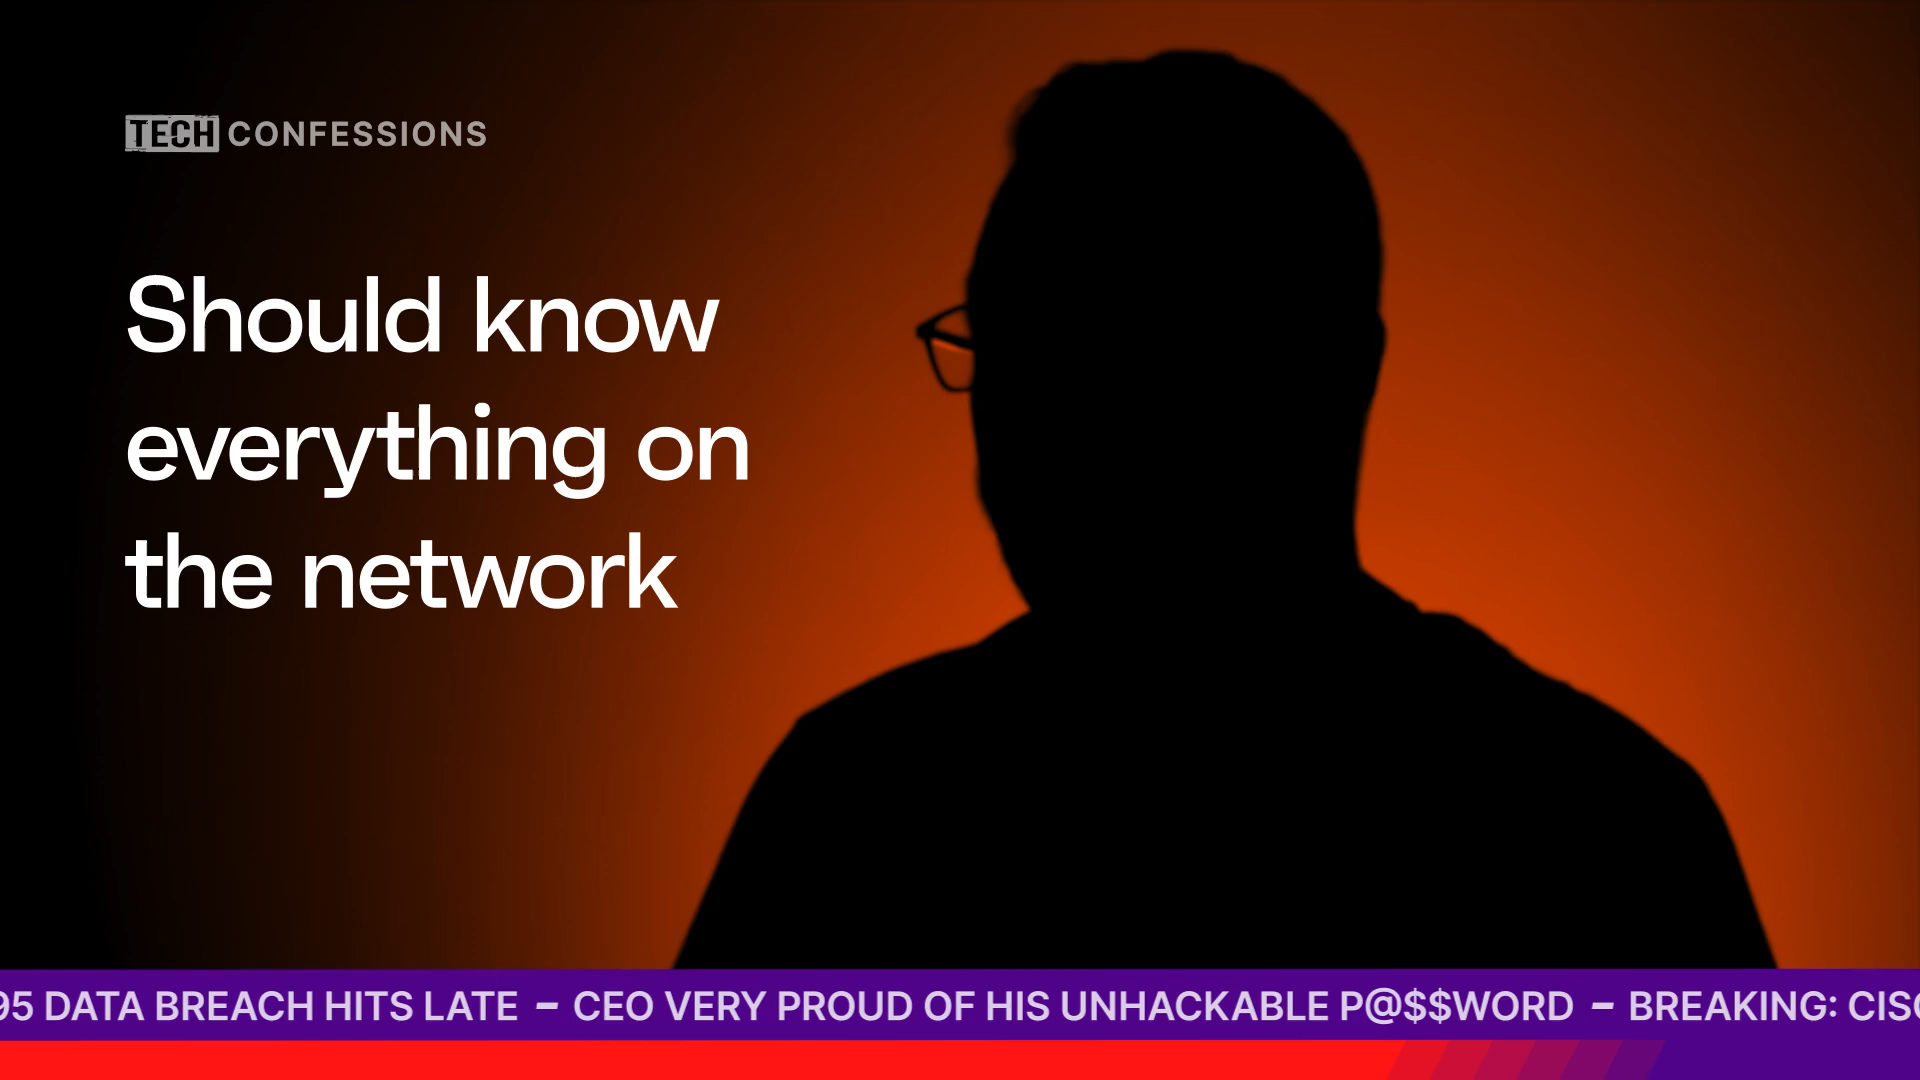 TECH CONFESSIONS
Should know
everything on
the network
95 DATA BREACH HITS LATE – CEO VERY PROUD OF HIS UNHACKABLE P@$$WORD – BREAKING: